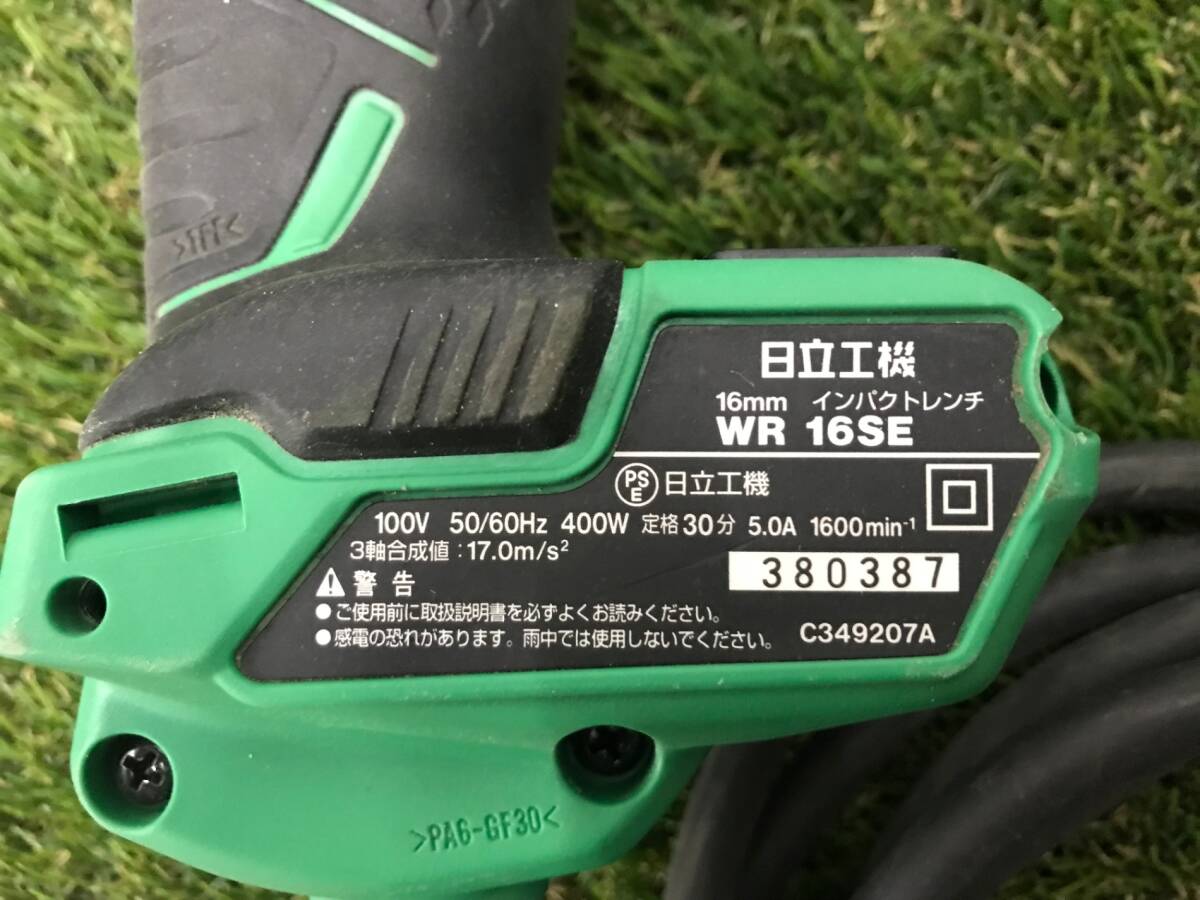 日立工機
16mm インパクトレンチ
WR 16SE
PS
E
日立工機
100V 50/60Hz 400W 定格30分 5.0A 1600min⁻¹
3軸合成値：17.0m/s²
380387
警告
●ご使用前に取扱説明書を必ずよくお読みください。
●感電の恐れがあります。雨中では使用しないでください。
C349207A
>PA6-GF30<